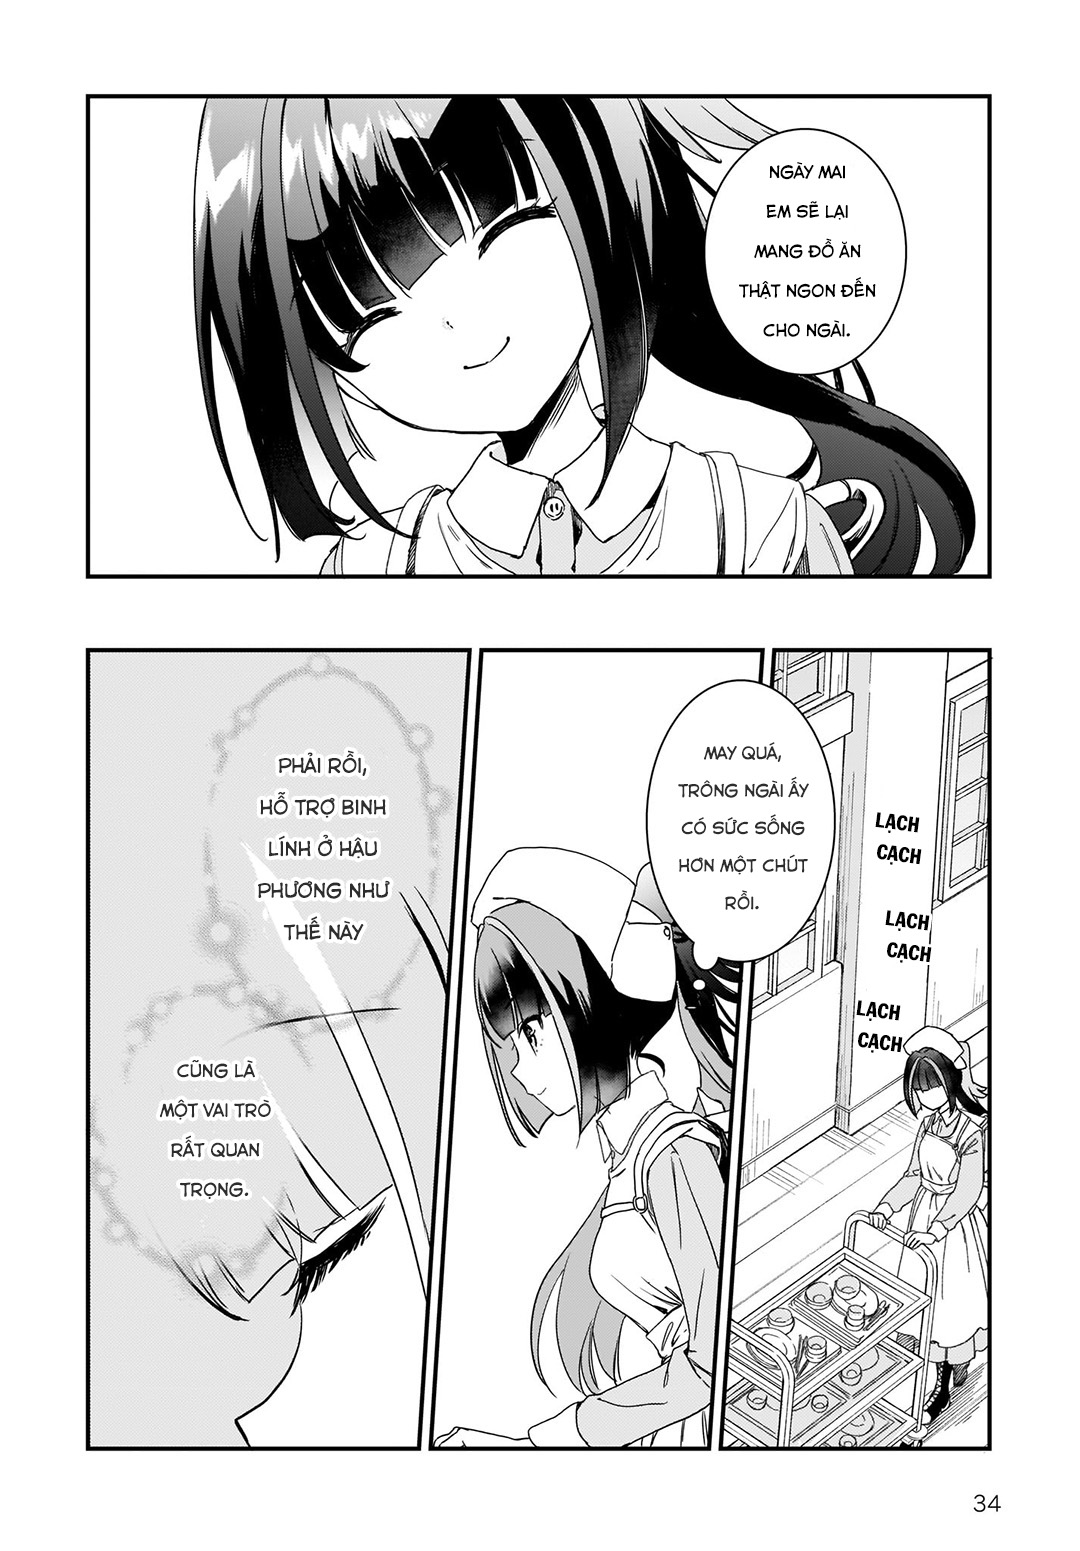 NGÀY MAI
EM SẼ LẠI
MANG ĐỒ ĂN
THẬT NGON ĐẾN
CHO NGÀI.
LẠCH
CẠCH
LẠCH
CẠCH
LẠCH
CẠCH
MAY QUÁ,
TRÔNG NGÀI ẤY
CÓ SỨC SỐNG
HƠN MỘT CHÚT
RỒI.
PHẢI RỒI,
HỖ TRỢ BINH
LÍNH Ở HẬU
PHƯƠNG NHƯ
THẾ NÀY
CŨNG LÀ
MỘT VAI TRÒ
RẤT QUAN
TRỌNG.
34